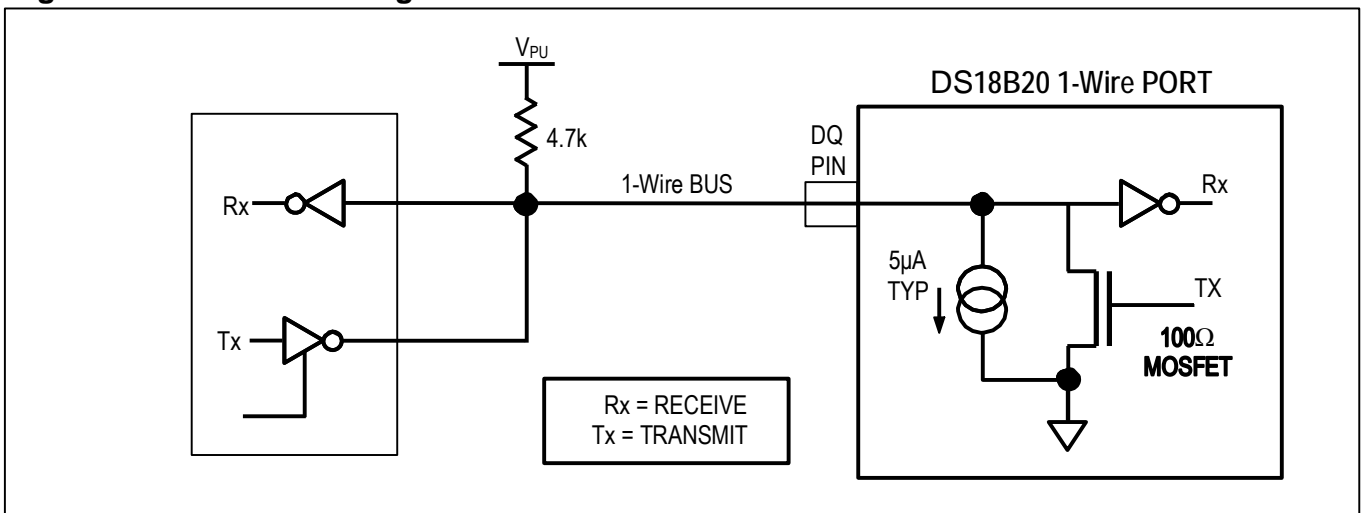 V_PU
4.7k
DS18B20 1-Wire PORT
DQ
PIN
1-Wire BUS
Rx
Rx
5µA
TYP
TX
Tx
100Ω
MOSFET
Rx = RECEIVE
Tx = TRANSMIT